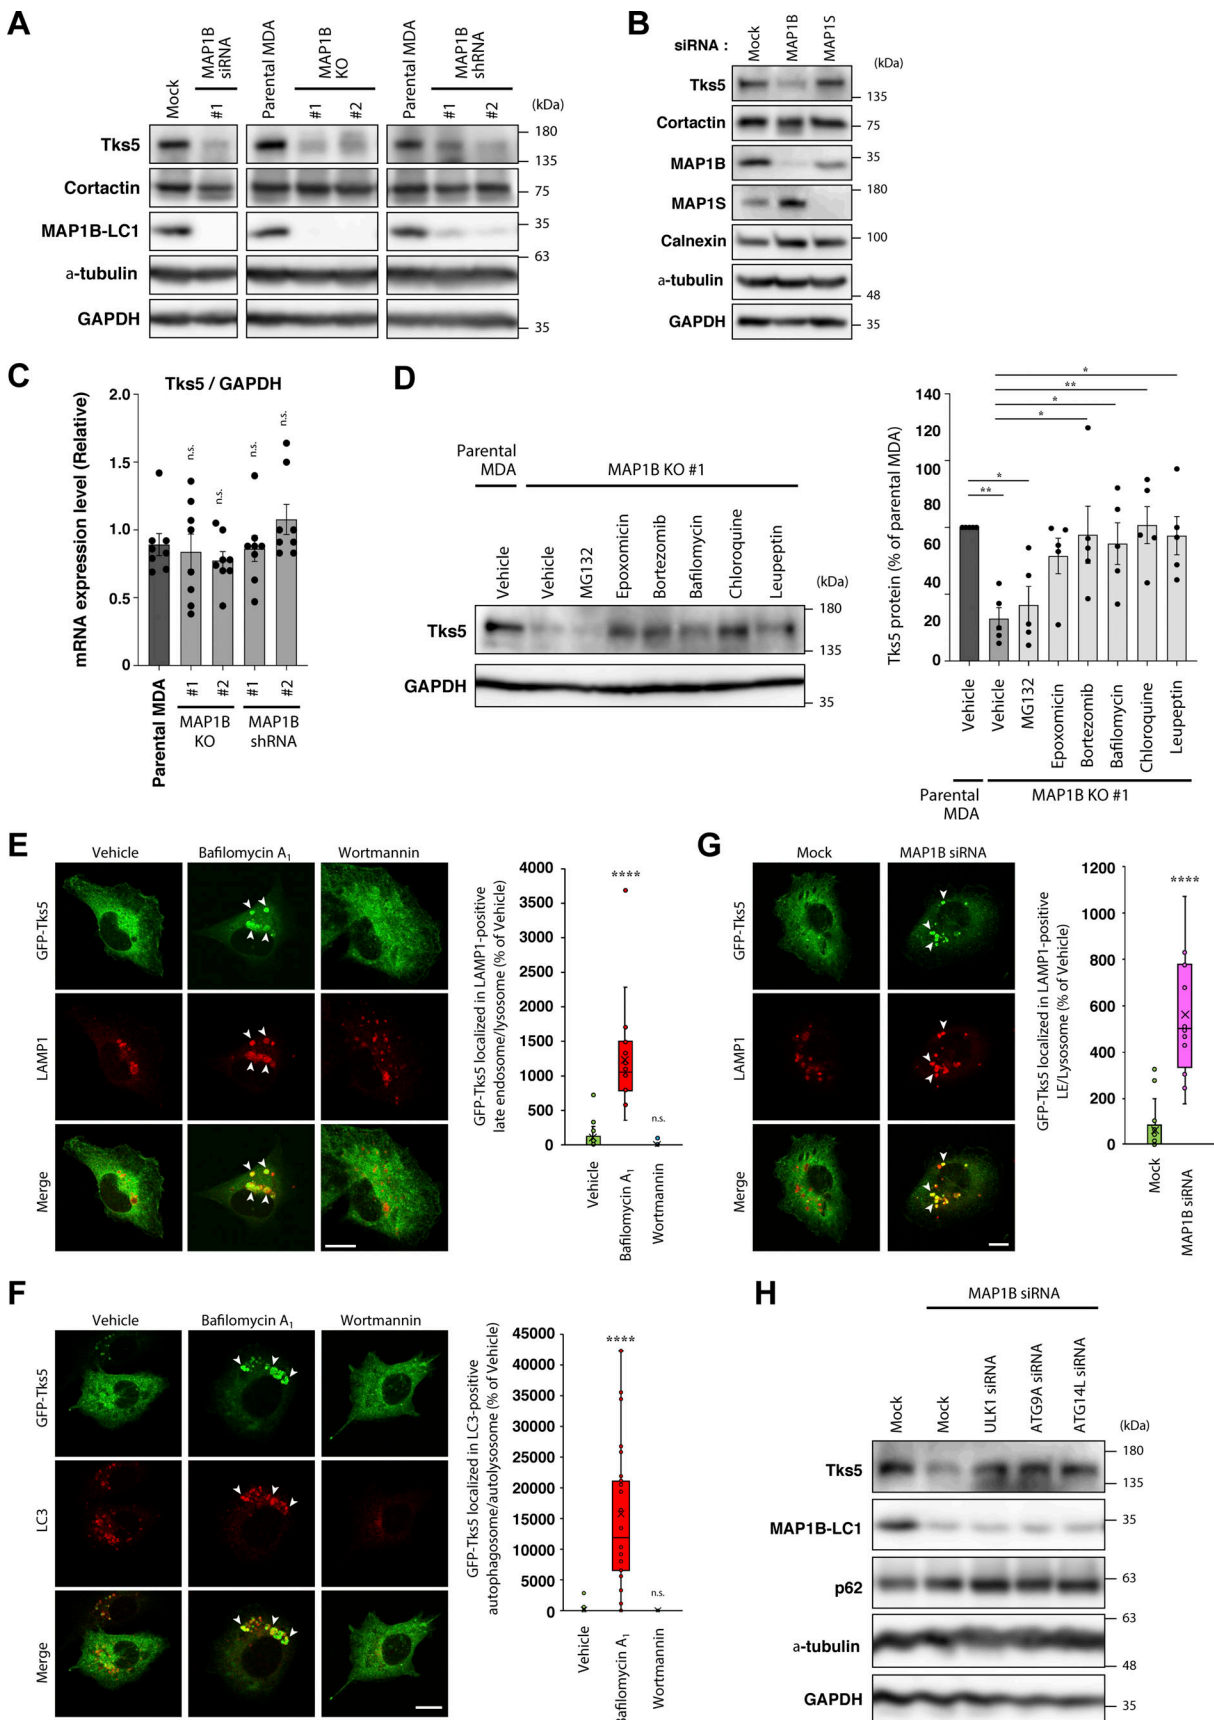 A
Mock
MAP1B
siRNA
#1
Parental MDA
MAP1B
KO
#1
#2
Parental MDA
MAP1B
shRNA
#1
#2
(kDa)
Tks5
180
135
Cortactin
75
MAP1B-LC1
35
63
a-tubulin
GAPDH
35
B
siRNA :
Mock
MAP1B
MAP1S
(kDa)
Tks5
135
Cortactin
75
MAP1B
35
MAP1S
180
Calnexin
100
a-tubulin
48
GAPDH
35
C
Tks5 / GAPDH
mRNA expression level (Relative)
2.0
1.5
1.0
0.5
0
n.s.
n.s.
n.s.
n.s.
Parental MDA
#1
#2
#1
#2
MAP1B
KO
MAP1B
shRNA
D
Parental
MDA
MAP1B KO #1
Vehicle
Vehicle
MG132
Epoxomicin
Bortezomib
Bafilomycin
Chloroquine
Leupeptin
(kDa)
Tks5
180
135
GAPDH
35
Tks5 protein (% of parental MDA)
140
120
100
80
60
40
20
0
*
**
*
*
*
**
Vehicle
Vehicle
MG132
Epoxomicin
Bortezomib
Bafilomycin
Chloroquine
Leupeptin
Parental
MDA
MAP1B KO #1
E
Vehicle
Bafilomycin A1
Wortmannin
GFP-Tks5
LAMP1
Merge
GFP-Tks5 localized in LAMP1-positive
late endosome/lysosome (% of Vehicle)
4000
3500
3000
2500
2000
1500
1000
500
0
****
n.s.
Vehicle
Bafilomycin A1
Wortmannin
G
Mock
MAP1B siRNA
GFP-Tks5
LAMP1
Merge
GFP-Tks5 localized in LAMP1-positive
LE/Lysosome (% of Vehicle)
1200
1000
800
600
400
200
0
****
Mock
MAP1B siRNA
F
Vehicle
Bafilomycin A1
Wortmannin
GFP-Tks5
LC3
Merge
GFP-Tks5 localized in LC3-positive
autophagosome/autolysosome (% of Vehicle)
45000
40000
35000
30000
25000
20000
15000
10000
5000
0
****
n.s.
Vehicle
Bafilomycin A1
Wortmannin
H
MAP1B siRNA
Mock
Mock
ULK1 siRNA
ATG9A siRNA
ATG14L siRNA
(kDa)
Tks5
180
135
MAP1B-LC1
35
p62
63
63
a-tubulin
48
GAPDH
35